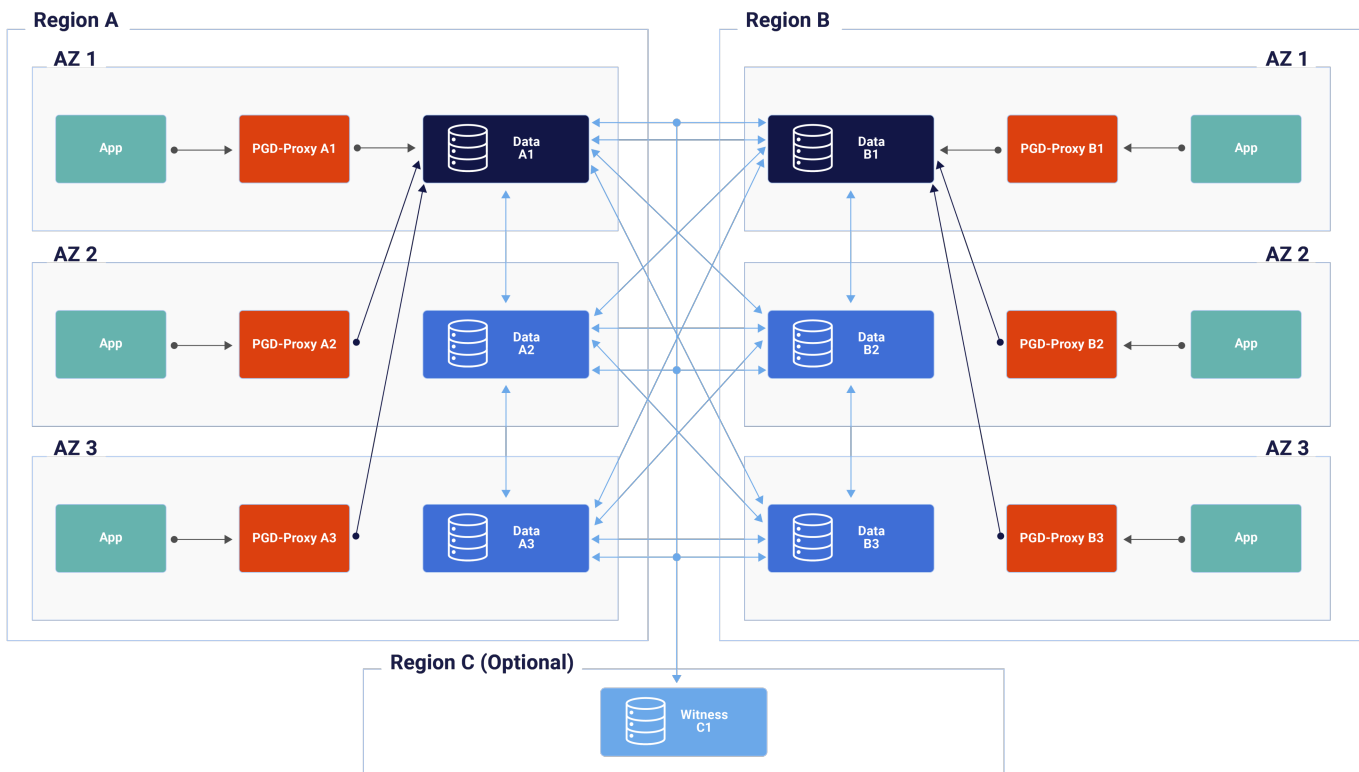 Region A
Region B
AZ 1
AZ 1
App
PGD-Proxy A1
Data
A1
Data
B1
PGD-Proxy B1
App
AZ 2
AZ 2
App
PGD-Proxy A2
Data
A2
Data
B2
PGD-Proxy B2
App
AZ 3
AZ 3
App
PGD-Proxy A3
Data
A3
Data
B3
PGD-Proxy B3
App
Region C (Optional)
Witness
C1